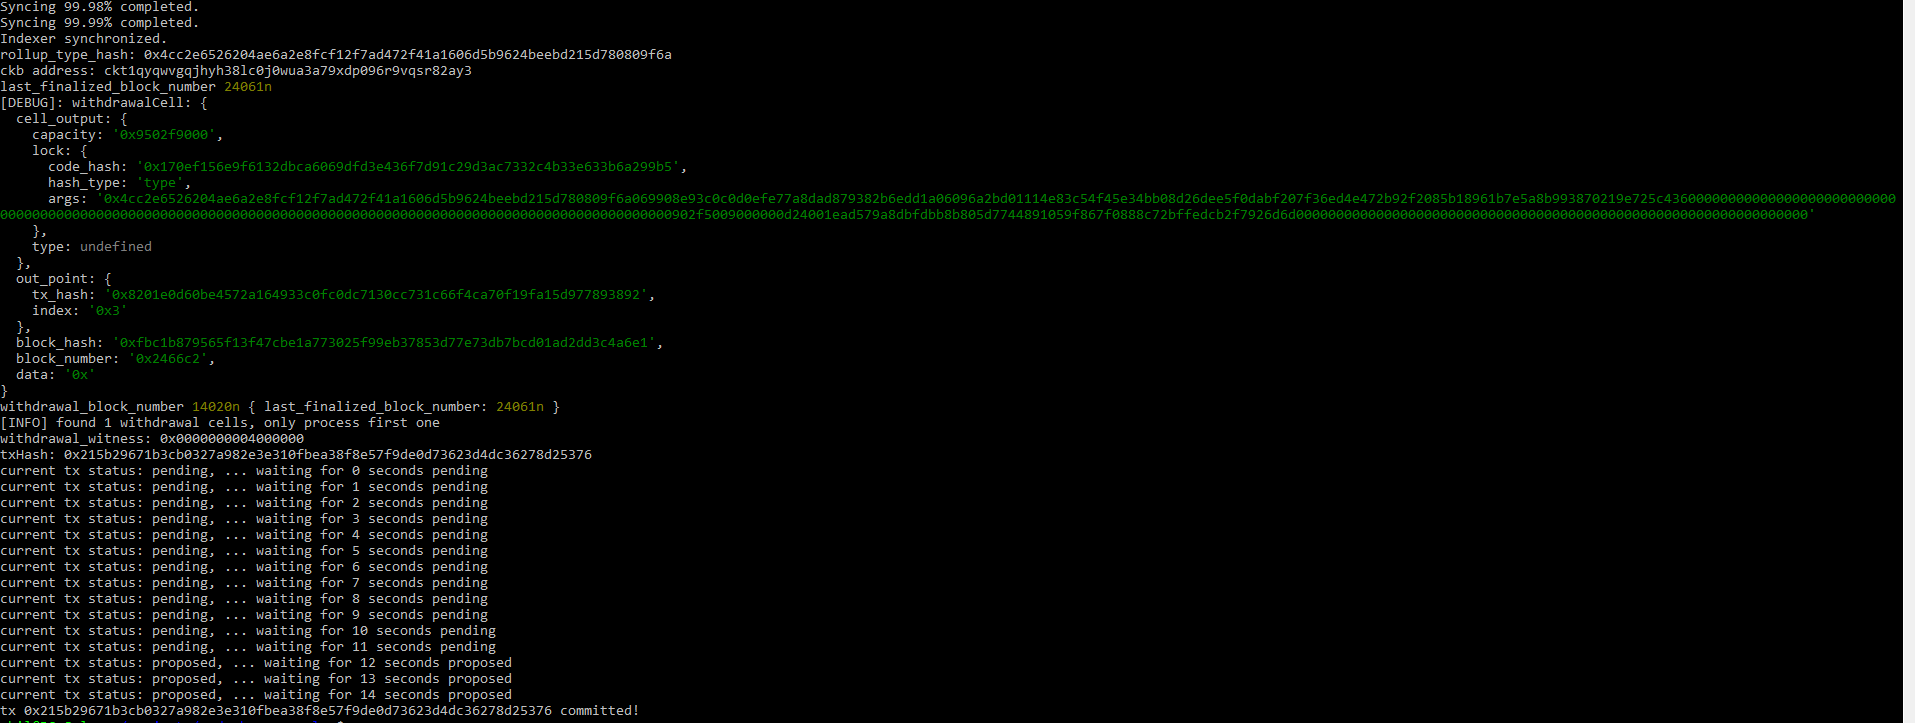 Syncing 99.98% completed.
Syncing 99.99% completed.
Indexer synchronized.
rollup_type_hash: 0x4cc2e6526204ae6a2e8fcf12f7ad472f41a1606d5b9624beebd215d780809f6a
ckb address: ckt1qyqwvgqjhyh38lc0j0wua3a79xdp096r9vqsr82ay3
last_finalized_block_number 24061n
[DEBUG]: withdrawalCell: {
  cell_output: {
    capacity: '0x9502f9000',
    lock: {
      code_hash: '0x170ef156e9f6132dbca6069dfd3e436f7d91c29d3ac7332c4b33e633b6a299b5',
      hash_type: 'type',
      args:
    },
    type: undefined
  },
  out_point: {
    tx_hash: '0x8201e0d60be4572a164933c0fc0dc7130cc731c66f4ca70f19fa15d977893892',
    index: '0x3'
  },
  block_hash: '0xfbc1b879565f13f47cbe1a773025f99eb37853d77e73db7bcd01ad2dd3c4a6e1',
  block_number: '0x2466c2',
  data: '0x'
}
withdrawal_block_number 14020n { last_finalized_block_number: 24061n }
[INFO] found 1 withdrawal cells, only process first one
withdrawal_witness: 0x0000000004000000
txHash: 0x215b29671b3cb0327a982e3e310fbea38f8e57f9de0d73623d4dc36278d25376
current tx status: pending, ... waiting for 0 seconds pending
current tx status: pending, ... waiting for 1 seconds pending
current tx status: pending, ... waiting for 2 seconds pending
current tx status: pending, ... waiting for 3 seconds pending
current tx status: pending, ... waiting for 4 seconds pending
current tx status: pending, ... waiting for 5 seconds pending
current tx status: pending, ... waiting for 6 seconds pending
current tx status: pending, ... waiting for 7 seconds pending
current tx status: pending, ... waiting for 8 seconds pending
current tx status: pending, ... waiting for 9 seconds pending
current tx status: pending, ... waiting for 10 seconds pending
current tx status: pending, ... waiting for 11 seconds pending
current tx status: proposed, ... waiting for 12 seconds proposed
current tx status: proposed, ... waiting for 13 seconds proposed
current tx status: proposed, ... waiting for 14 seconds proposed
tx 0x215b29671b3cb0327a982e3e310fbea38f8e57f9de0d73623d4dc36278d25376 committed!